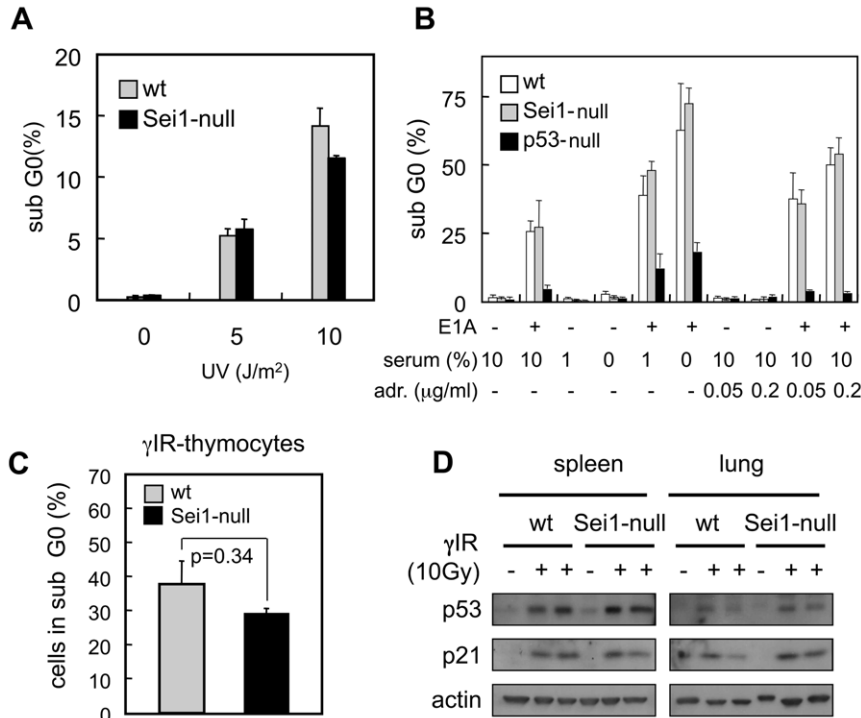 A
20
15
10
5
0
sub G0(%)
wt
Sei1-null
0 5 10
UV (J/m²)
B
75
50
25
0
sub G0 (%)
wt
Sei1-null
p53-null
E1A - + - - + + - - + +
serum (%) 10 10 1 0 1 0 10 10 10 10
adr. (μg/ml) - - - - - - 0.05 0.2 0.05 0.2
C
γIR-thymocytes
70
60
50
40
30
20
10
0
cells in sub G0 (%)
wt
Sei1-null
p=0.34
D
spleen lung
wt Sei1-null wt Sei1-null
γIR
(10Gy) - + + - + + - + + - + +
p53
p21
actin